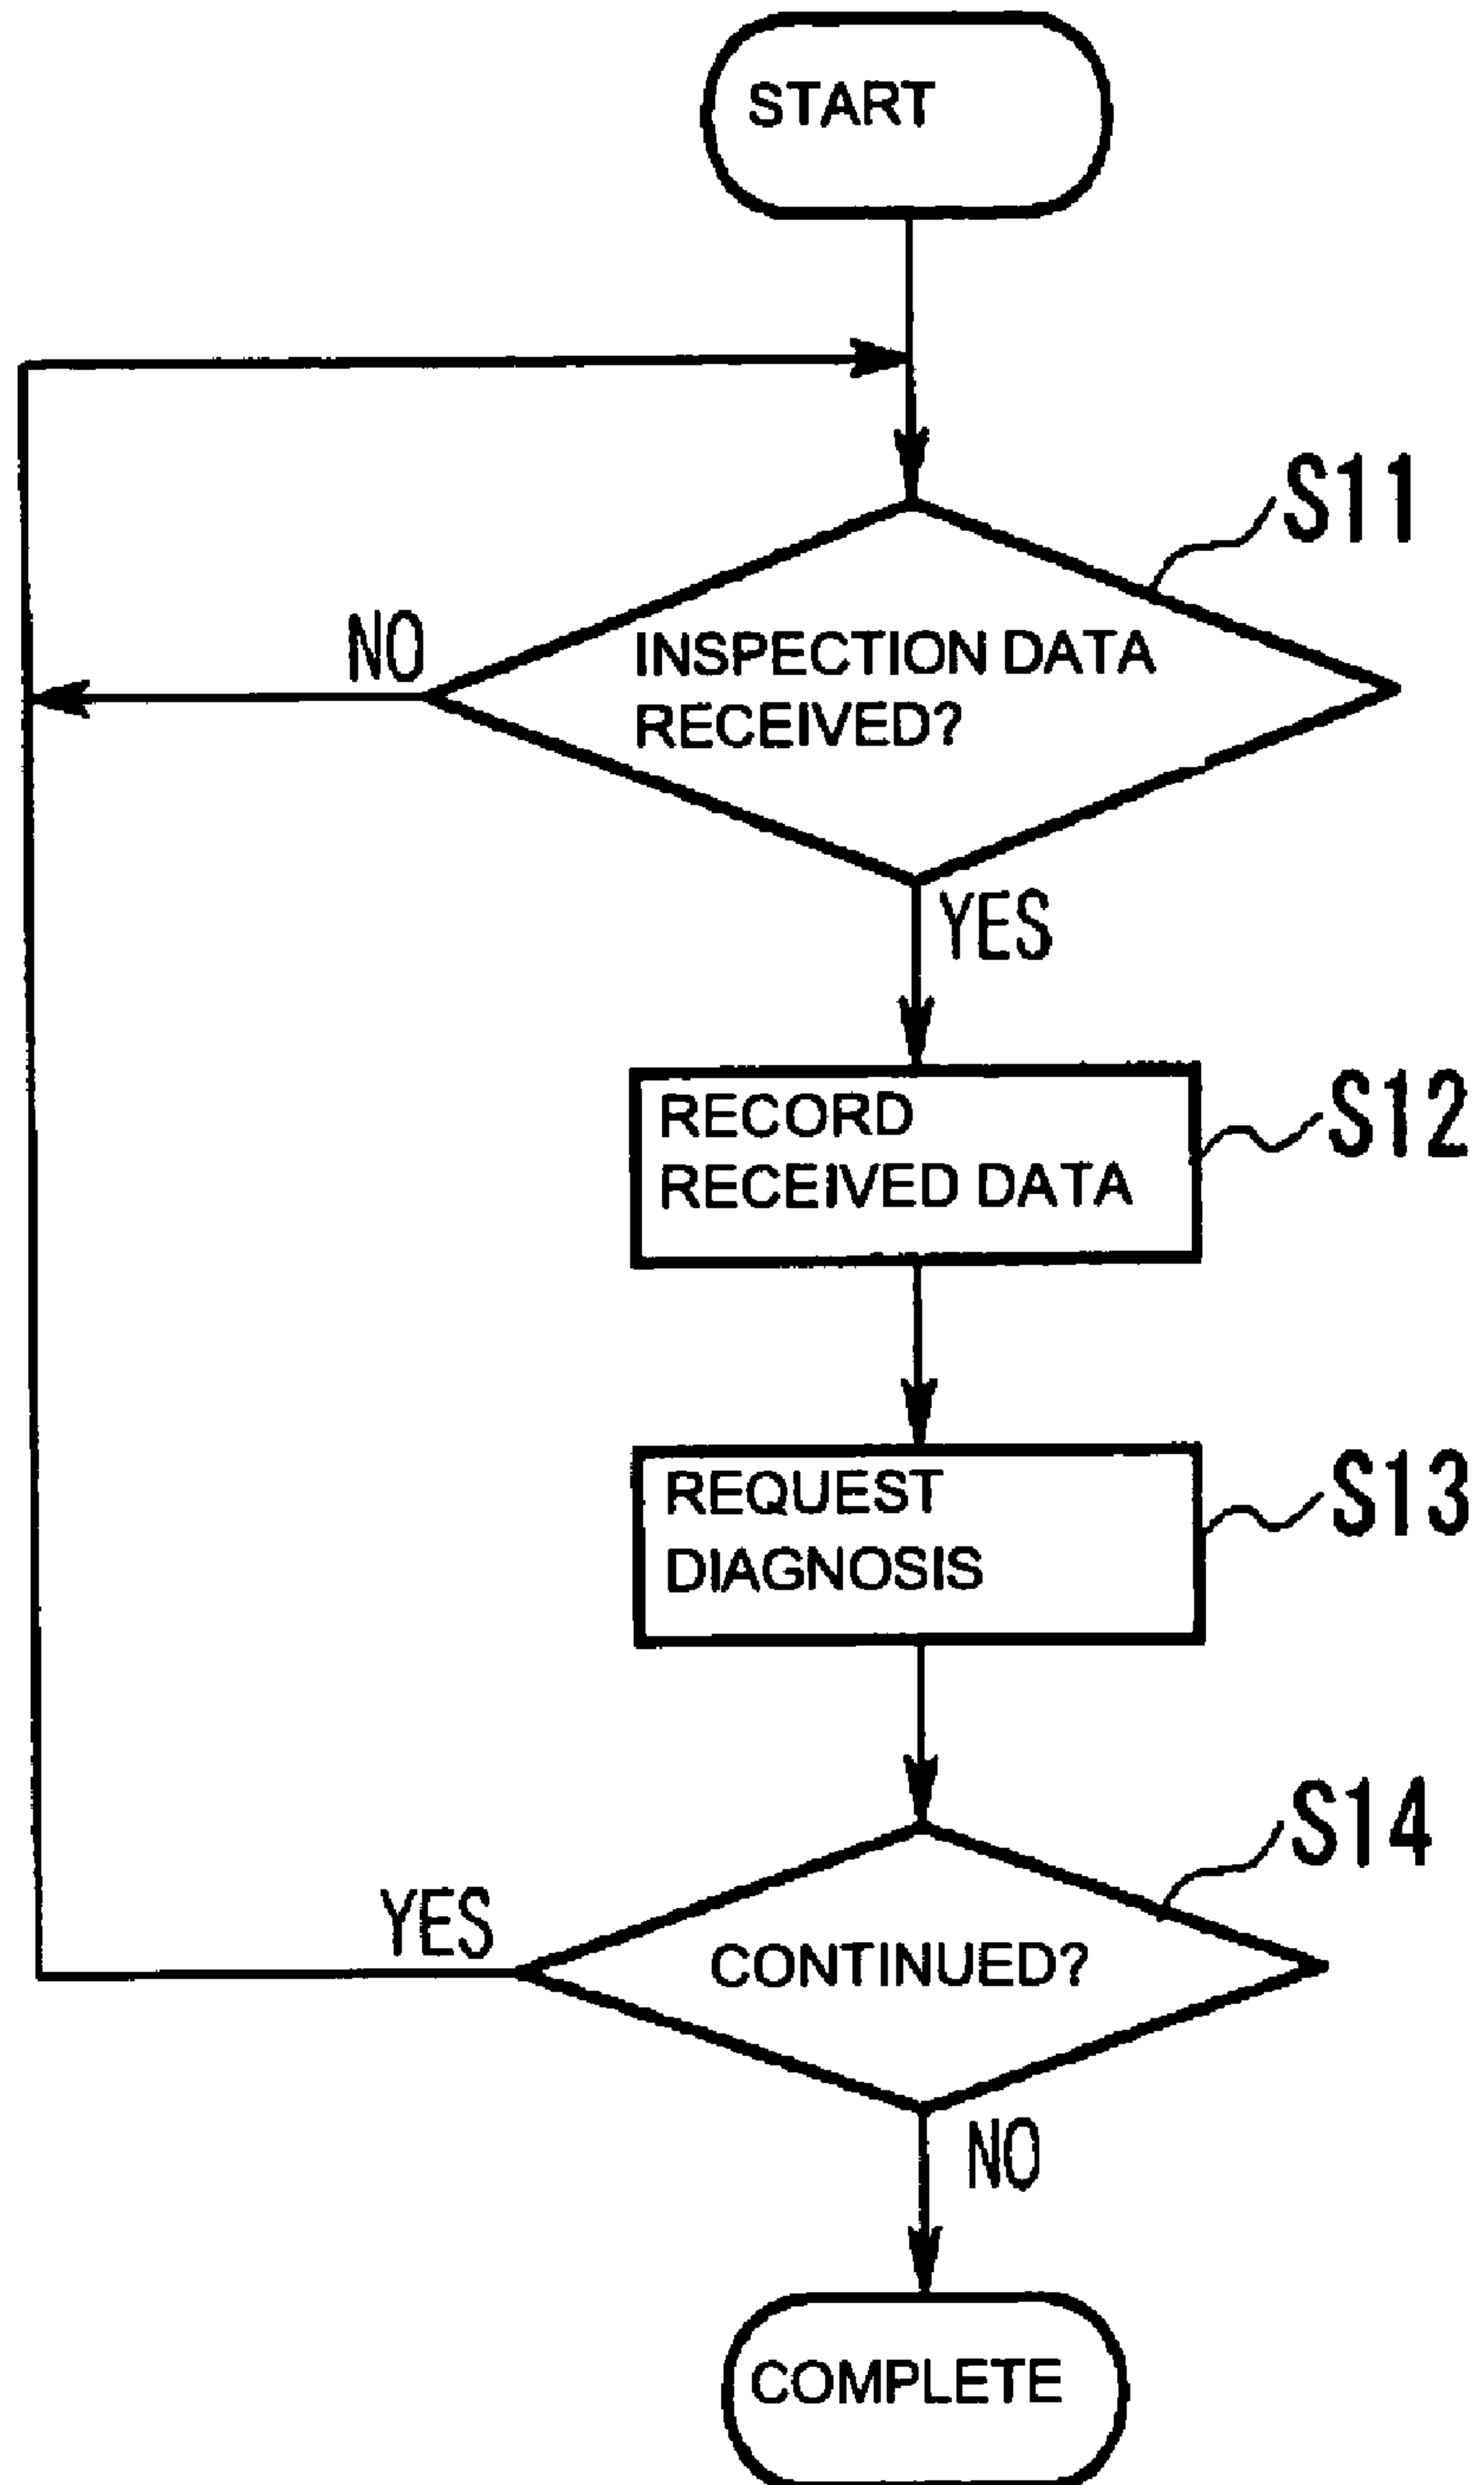 START
S11
NO
INSPECTION DATA
RECEIVED?
YES
RECORD
RECEIVED DATA
S12
REQUEST
DIAGNOSIS
S13
S14
YES
CONTINUED?
NO
COMPLETE